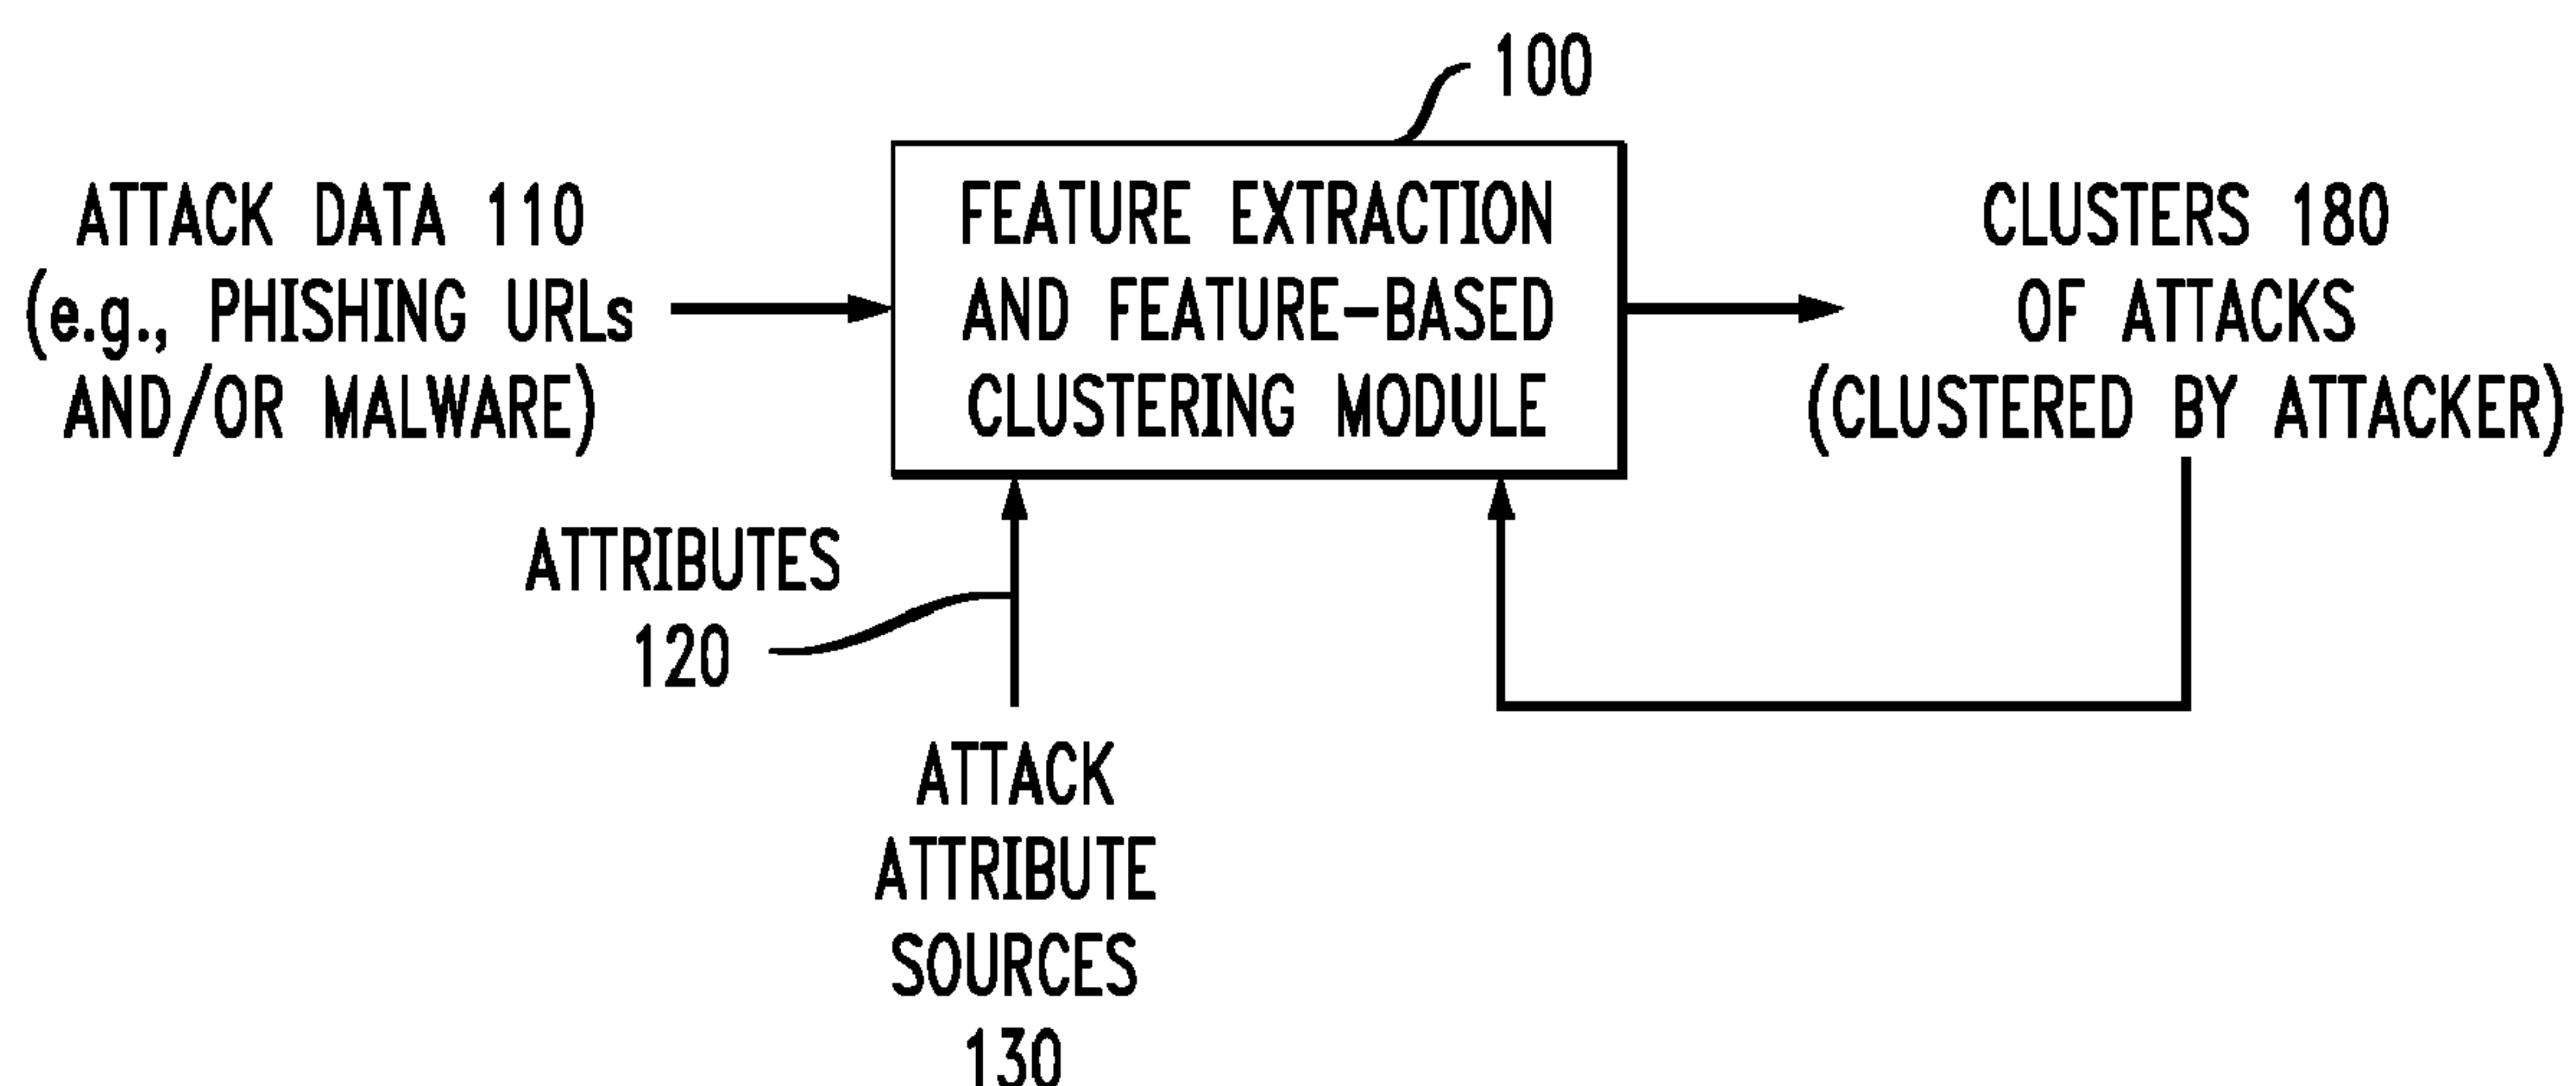 100
ATTACK DATA 110
(e.g., PHISHING URLs
AND/OR MALWARE)
FEATURE EXTRACTION
AND FEATURE-BASED
CLUSTERING MODULE
CLUSTERS 180
OF ATTACKS
(CLUSTERED BY ATTACKER)
ATTRIBUTES
120
ATTACK
ATTRIBUTE
SOURCES
130